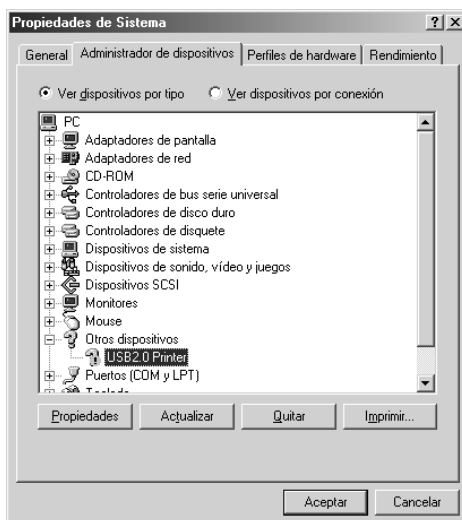 Propiedades de Sistema
General Administrador de dispositivos Perfiles de hardware Rendimiento
Ver dispositivos por tipo Ver dispositivos por conexión
PC
Adaptadores de pantalla
Adaptadores de red
CD-ROM
Controladores de bus serie universal
Controladores de disco duro
Controladores de disquete
Dispositivos de sistema
Dispositivos de sonido, vídeo y juegos
Dispositivos SCSI
Monitores
Mouse
Otros dispositivos
USB2.0 Printer
Puertos (COM y LPT)
Teclado
Propiedades Actualizar Quitar Imprimir...
Aceptar Cancelar